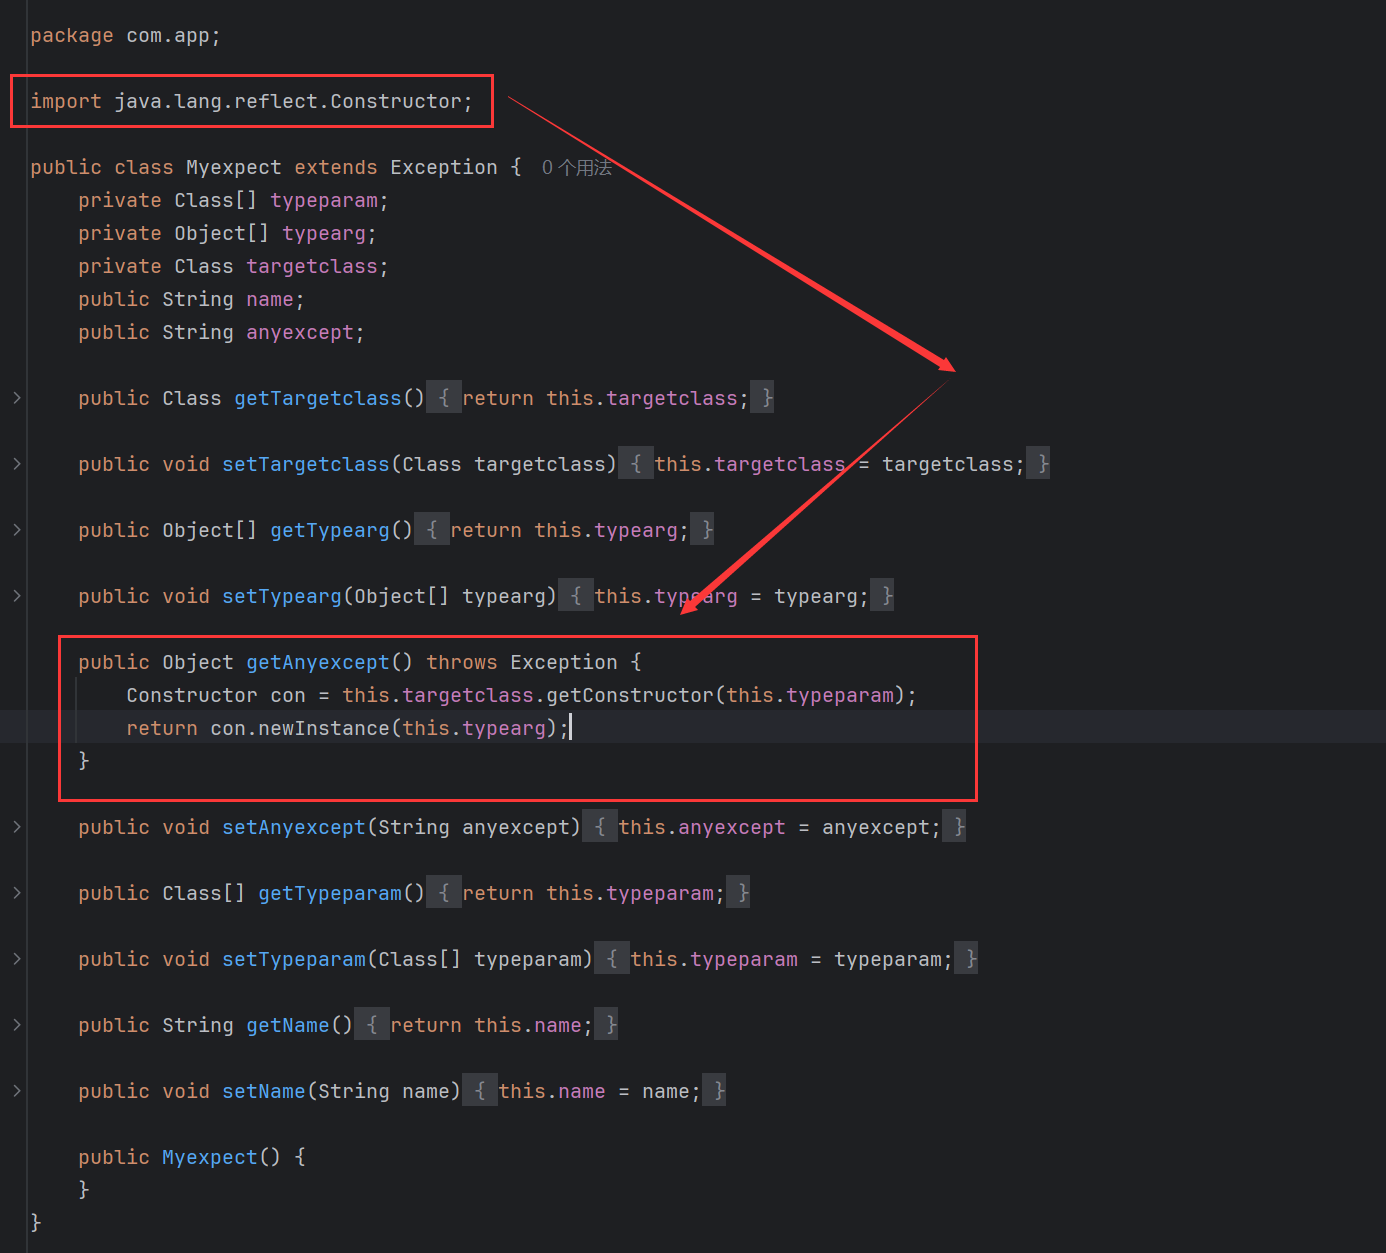 package com.app;
import java.lang.reflect.Constructor;
public class Myexpect extends Exception { 0 个用法
private Class[] typeparam;
private Object[] typearg;
private Class targetclass;
public String name;
public String anyexcept;
public Class getTargetclass() { return this.targetclass; }
public void setTargetclass(Class targetclass) { this.targetclass = targetclass; }
public Object[] getTypearg() { return this.typearg; }
public void setTypearg(Object[] typearg) { this.typearg = typearg; }
public Object getAnyexcept() throws Exception {
Constructor con = this.targetclass.getConstructor(this.typeparam);
return con.newInstance(this.typearg);
}
public void setAnyexcept(String anyexcept) { this.anyexcept = anyexcept; }
public Class[] getTypeparam() { return this.typeparam; }
public void setTypeparam(Class[] typeparam) { this.typeparam = typeparam; }
public String getName() { return this.name; }
public void setName(String name) { this.name = name; }
public Myexpect() {
}
}